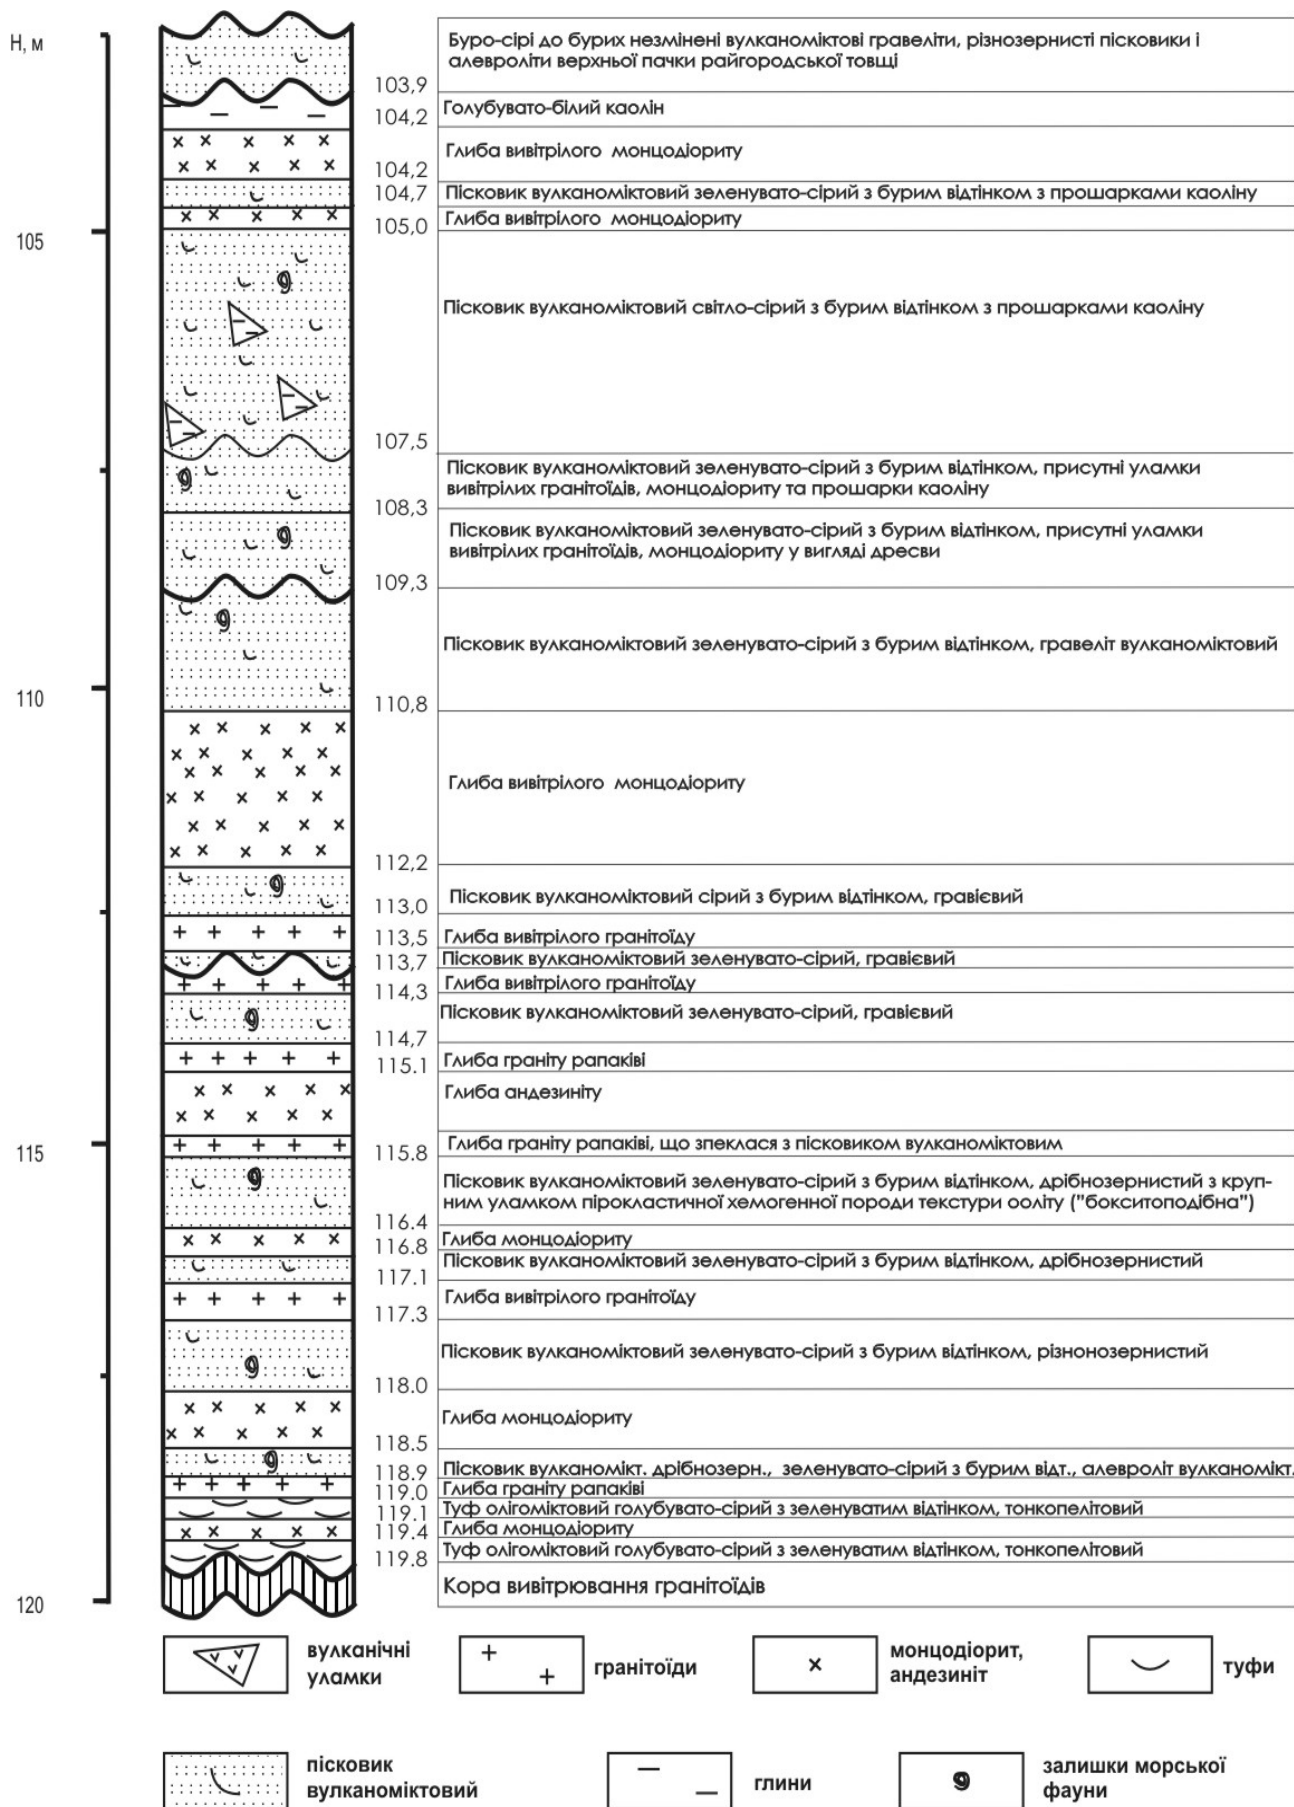 Н, м
Буро-сірі до бурих незмінені вулканоміктові гравеліти, різнозернисті пісковики і
алевроліти верхньої пачки райгородської товщі
103,9
Голубувато-білий каолін
104,2
Глиба вивітрілого монцодіориту
104,2
104,7
Пісковик вулканоміктовий зеленувато-сірий з бурим відтінком з прошарками каоліну
Глиба вивітрілого монцодіориту
105,0
105
Пісковик вулканоміктовий світло-сірий з бурим відтінком з прошарками каоліну
107,5
Пісковик вулканоміктовий зеленувато-сірий з бурим відтінком, присутні уламки
вивітрілих гранітоїдів, монцодіориту та прошарки каоліну
108,3
Пісковик вулканоміктовий зеленувато-сірий з бурим відтінком, присутні уламки
вивітрілих гранітоїдів, монцодіориту у вигляді дресви
109,3
Пісковик вулканоміктовий зеленувато-сірий з бурим відтінком, гравеліт вулканоміктовий
110
110,8
Глиба вивітрілого монцодіориту
112,2
Пісковик вулканоміктовий сірий з бурим відтінком, гравієвий
113,0
113,5
Глиба вивітрілого гранітоїду
113,7
Пісковик вулканоміктовий зеленувато-сірий, гравієвий
Глиба вивітрілого гранітоїду
114,3
Пісковик вулканоміктовий зеленувато-сірий, гравієвий
114,7
115.1
Глиба граніту рапаківі
Глиба андезиніту
115
Глиба граніту рапаківі, що зпеклася з пісковиком вулканоміктовим
115.8
Пісковик вулканоміктовий зеленувато-сірий з бурим відтінком, дрібнозернистий з круп-
ним уламком пірокластичної хемогенної породи текстури ооліту ("бокситоподібна")
116.4
Глиба монцодіориту
116.8
Пісковик вулканоміктовий зеленувато-сірий з бурим відтінком, дрібнозернистий
117.1
Глиба вивітрілого гранітоїду
117.3
Пісковик вулканоміктовий зеленувато-сірий з бурим відтінком, різнонозернистий
118.0
Глиба монцодіориту
118.5
118.9
Пісковик вулканомікт. дрібнозерн., зеленувато-сірий з бурим відт., алевроліт вулканомікт.
119.0
Глиба граніту рапаківі
119.1
Туф олігоміктовий голубувато-сірий з зеленуватим відтінком, тонкопелітовий
119.4
Глиба монцодіориту
Туф олігоміктовий голубувато-сірий з зеленуватим відтінком, тонкопелітовий
119.8
Кора вивітрювання гранітоїдів
120
вулканічні
уламки
гранітоїди
монцодіорит,
андезиніт
туфи
пісковик
вулканоміктовий
глини
залишки морської
фауни